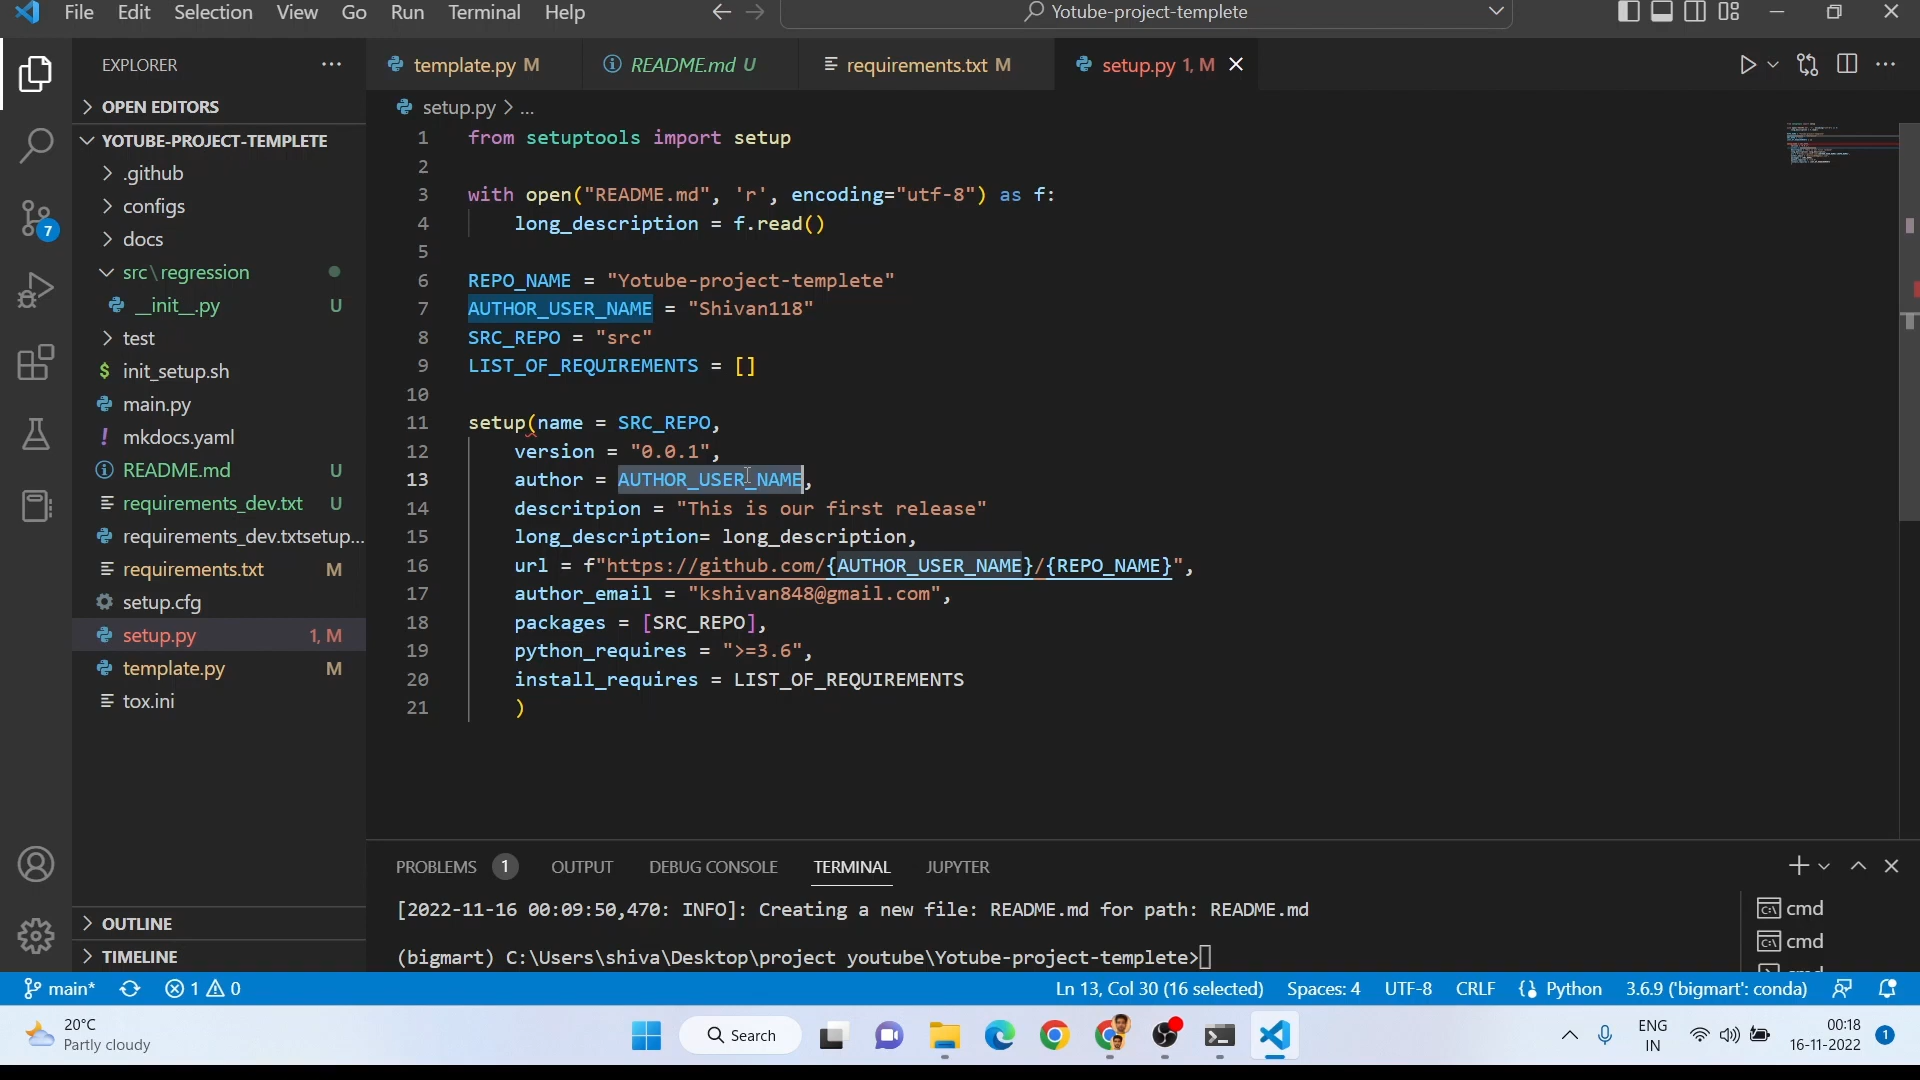 File Edit Selection View Go Run Terminal Help
Yotube-project-templete
EXPLORER
template.py M
README.md U
requirements.txt M
setup.py 1, M
OPEN EDITORS
YOTUBE-PROJECT-TEMPLETE
.github
configs
docs
src\regression
__init__.py U
test
init_setup.sh
main.py
mkdocs.yaml
README.md U
requirements_dev.txt U
requirements_dev.txtsetup...
requirements.txt M
setup.cfg
setup.py 1, M
template.py M
tox.ini
OUTLINE
TIMELINE
7
setup.py > ...
1 from setuptools import setup
2
3 with open("README.md", 'r', encoding="utf-8") as f:
4 long_description = f.read()
5
6 REPO_NAME = "Yotube-project-templete"
7 AUTHOR_USER_NAME = "Shivan118"
8 SRC_REPO = "src"
9 LIST_OF_REQUIREMENTS = []
10
11 setup(name = SRC_REPO,
12 version = "0.0.1",
13 author = AUTHOR_USER_NAME,
14 descritpion = "This is our first release"
15 long_description= long_description,
16 url = f"https://github.com/{AUTHOR_USER_NAME}/{REPO_NAME}",
17 author_email = "kshivan848@gmail.com",
18 packages = [SRC_REPO],
19 python_requires = ">=3.6",
20 install_requires = LIST_OF_REQUIREMENTS
21 )
PROBLEMS 1 OUTPUT DEBUG CONSOLE TERMINAL JUPYTER
[2022-11-16 00:09:50,470: INFO]: Creating a new file: README.md for path: README.md
(bigmart) C:\Users\shiva\Desktop\project youtube\Yotube-project-templete>
cmd
cmd
main* 1 0
Ln 13, Col 30 (16 selected) Spaces: 4 UTF-8 CRLF Python 3.6.9 ('bigmart': conda)
20°C
Partly cloudy
Search
ENG
IN
00:18
16-11-2022
1